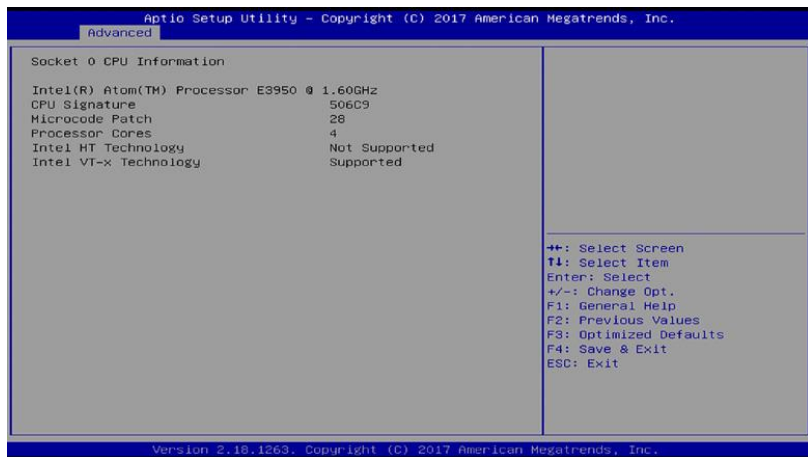 Aptio Setup Utility – Copyright (C) 2017 American Megatrends, Inc.
Advanced
Socket 0 CPU Information
Intel(R) Atom(TM) Processor E3950 @ 1.60GHz
CPU Signature 506C9
Microcode Patch 28
Processor Cores 4
Intel HT Technology Not Supported
Intel VT-x Technology Supported
→←: Select Screen
↑↓: Select Item
Enter: Select
+/-: Change Opt.
F1: General Help
F2: Previous Values
F3: Optimized Defaults
F4: Save & Exit
ESC: Exit
Version 2.18.1263. Copyright (C) 2017 American Megatrends, Inc.